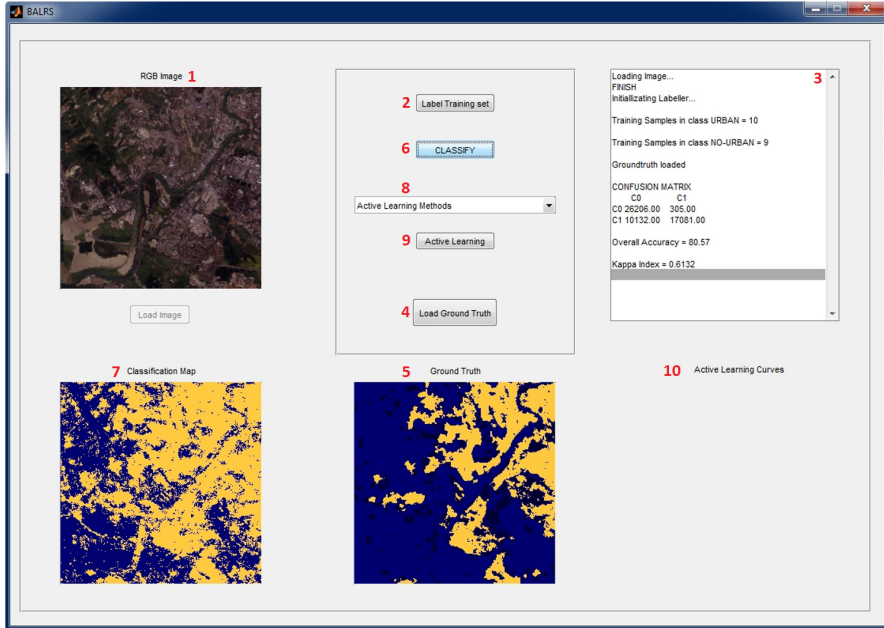 BALRS
RGB Image 1
Load Image
2 Label Training set
6 CLASSIFY
8
Active Learning Methods
9 Active Learning
4 Load Ground Truth
3
Loading Image...
FINISH
Initiallizating Labeller...
Training Samples in class URBAN = 10
Training Samples in class NO-URBAN = 9
Groundtruth loaded
CONFUSION MATRIX
C0 C1
C0 26206.00 305.00
C1 10132.00 17081.00
Overall Accuracy = 80.57
Kappa Index = 0.6132
7 Classification Map
5 Ground Truth
10 Active Learning Curves